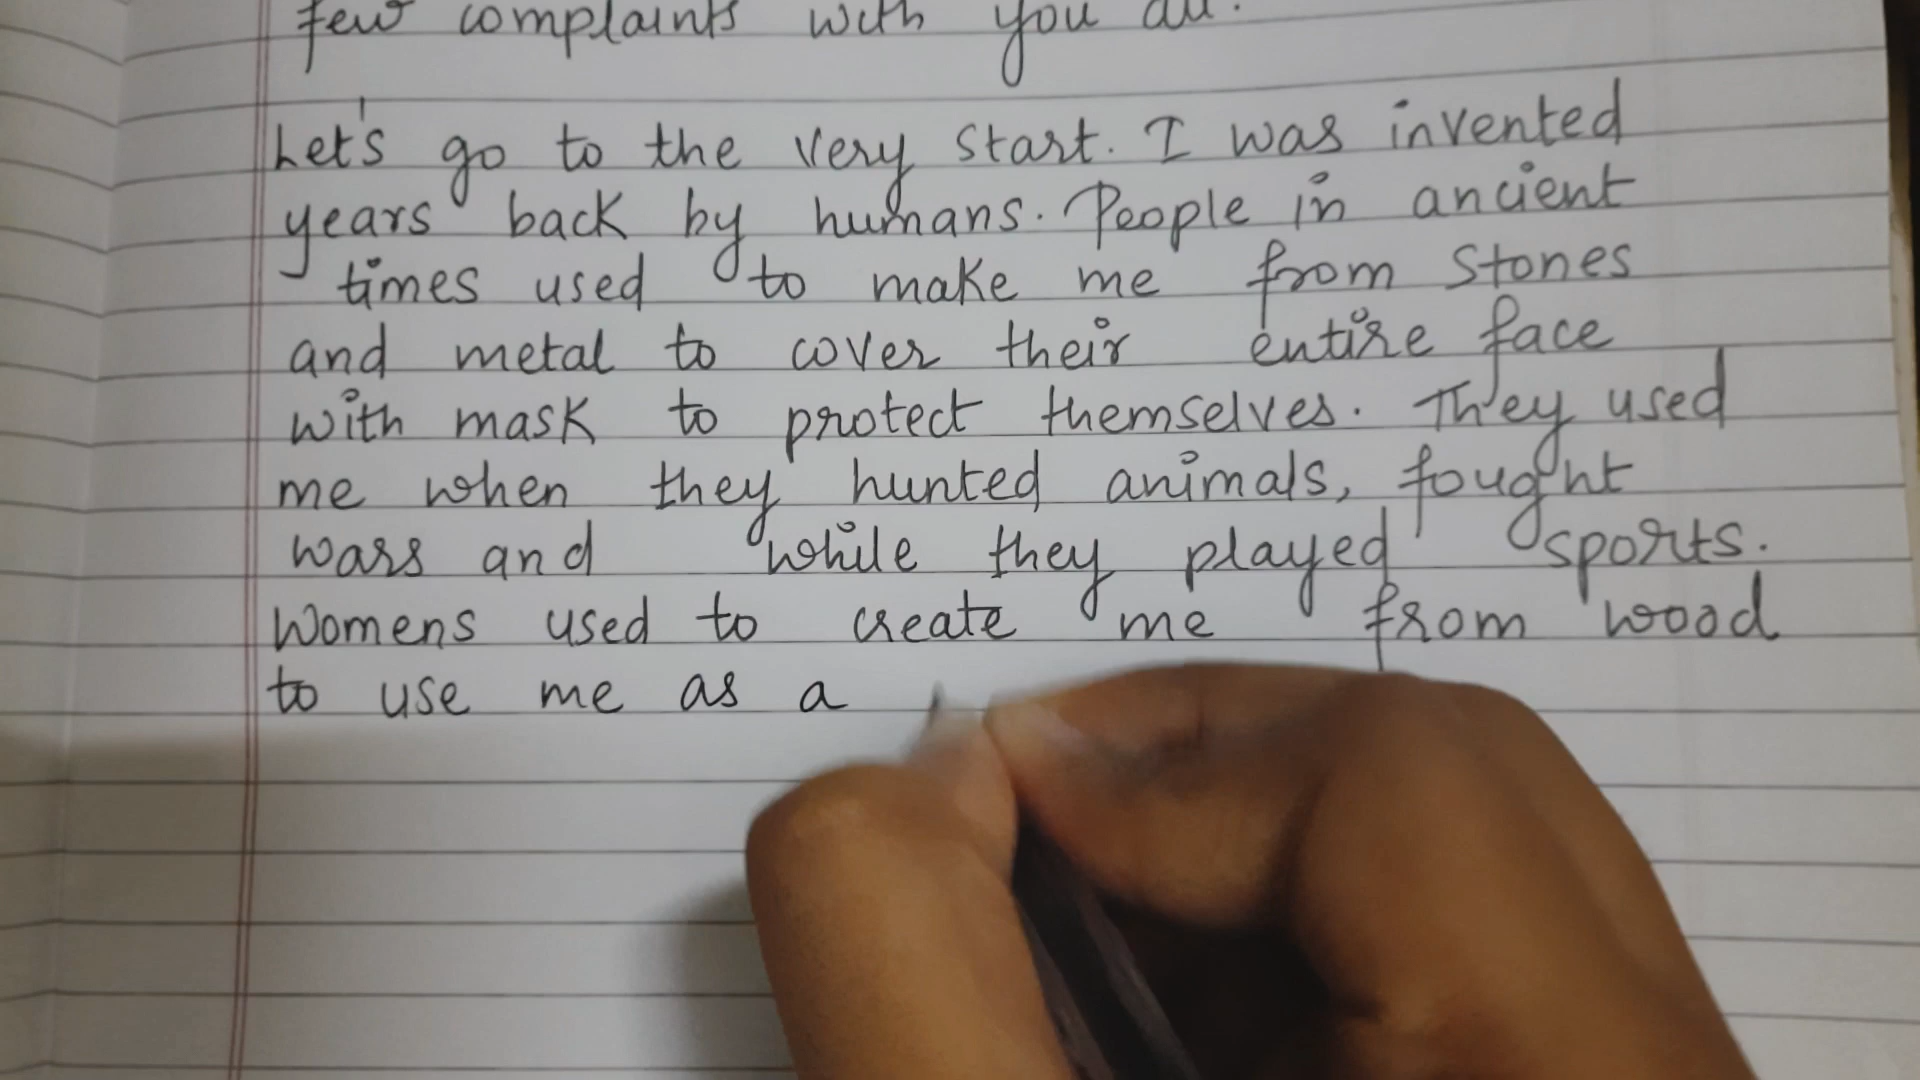 few complaints with you all.
Let's go to the very start. I was invented
years back by humans. People in ancient
times used to make me from stones
and metal to cover their entire face
with mask to protect themselves. They used
me when they hunted animals, fought
wars and while they played sports.
Womens used to create me from wood
to use me as a